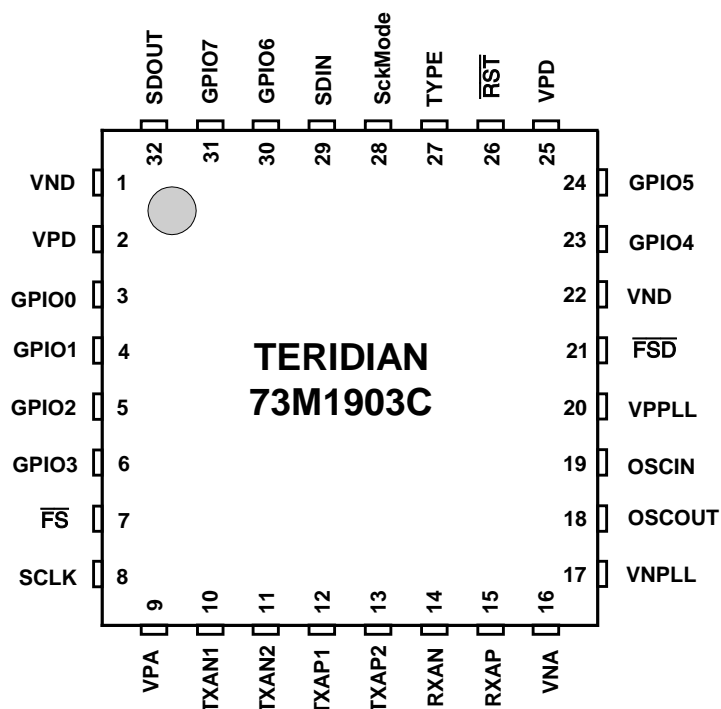 SDOUT
GPIO7
GPIO6
SDIN
SckMode
TYPE
RST
VPD
32
31
30
29
28
27
26
25
VND 1
24 GPIO5
VPD 2
23 GPIO4
GPIO0 3
22 VND
GPIO1 4
21 FSD
GPIO2 5
20 VPPLL
GPIO3 6
19 OSCIN
FS 7
18 OSCOUT
SCLK 8
17 VNPLL
TERIDIAN
73M1903C
9
10
11
12
13
14
15
16
VPA
TXAN1
TXAN2
TXAP1
TXAP2
RXAN
RXAP
VNA